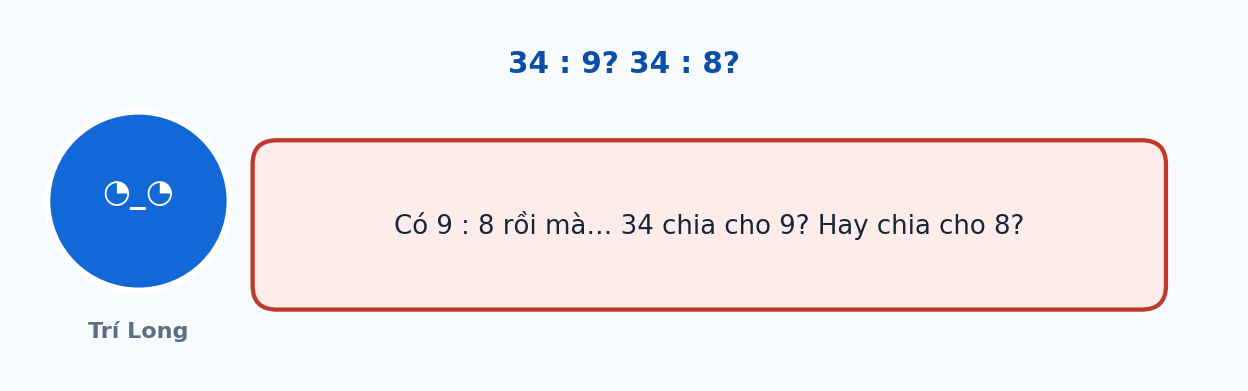 34 : 9? 34 : 8?
◔_◔
Có 9 : 8 rồi mà... 34 chia cho 9? Hay chia cho 8?
Trí Long